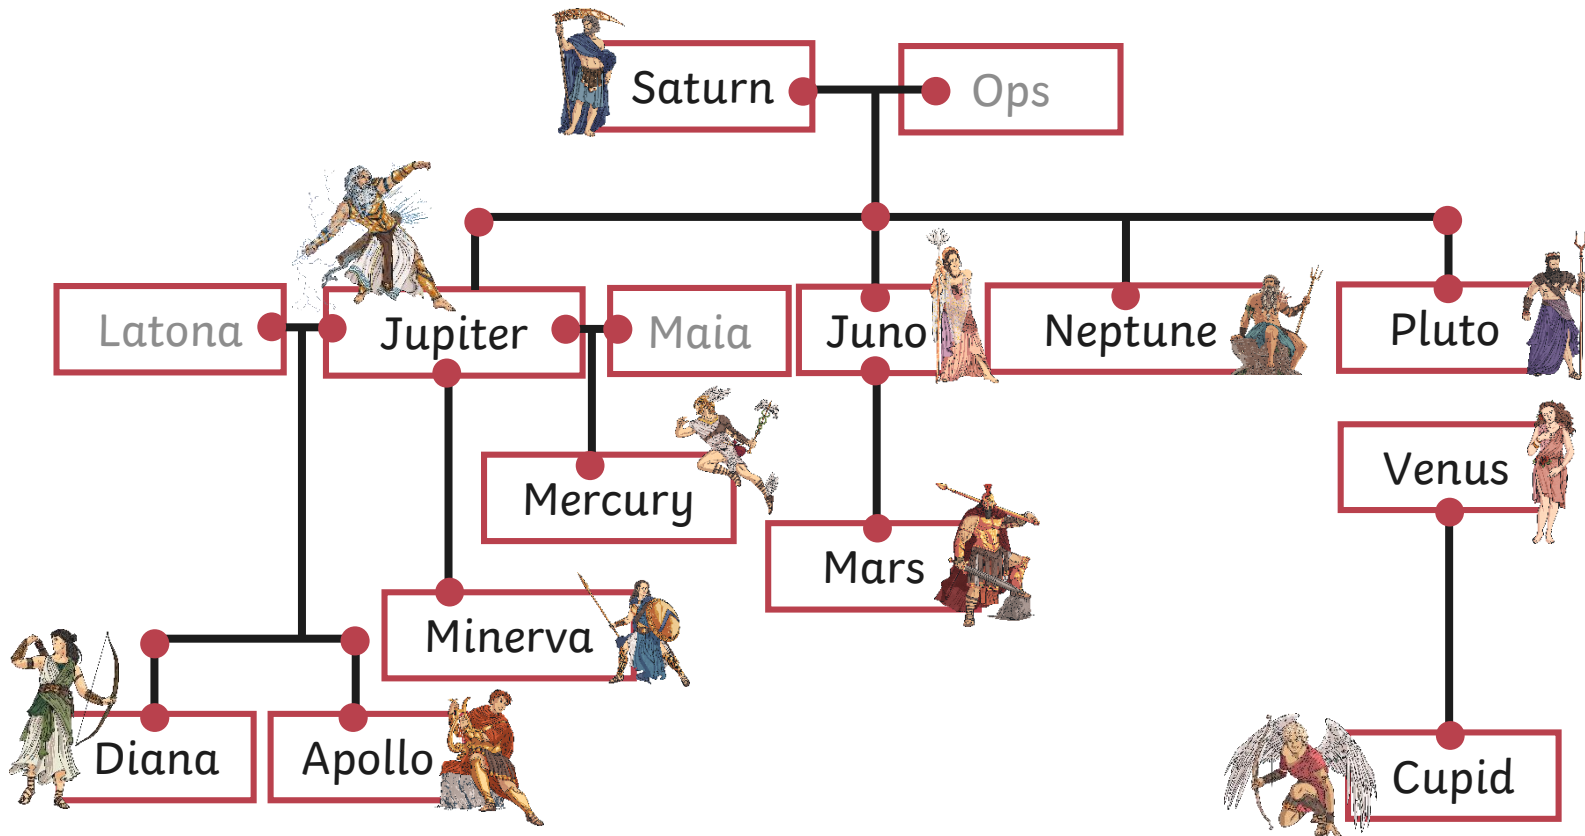 Saturn
Ops
Latona
Jupiter
Maia
Juno
Neptune
Pluto
Mercury
Venus
Mars
Minerva
Diana
Apollo
Cupid